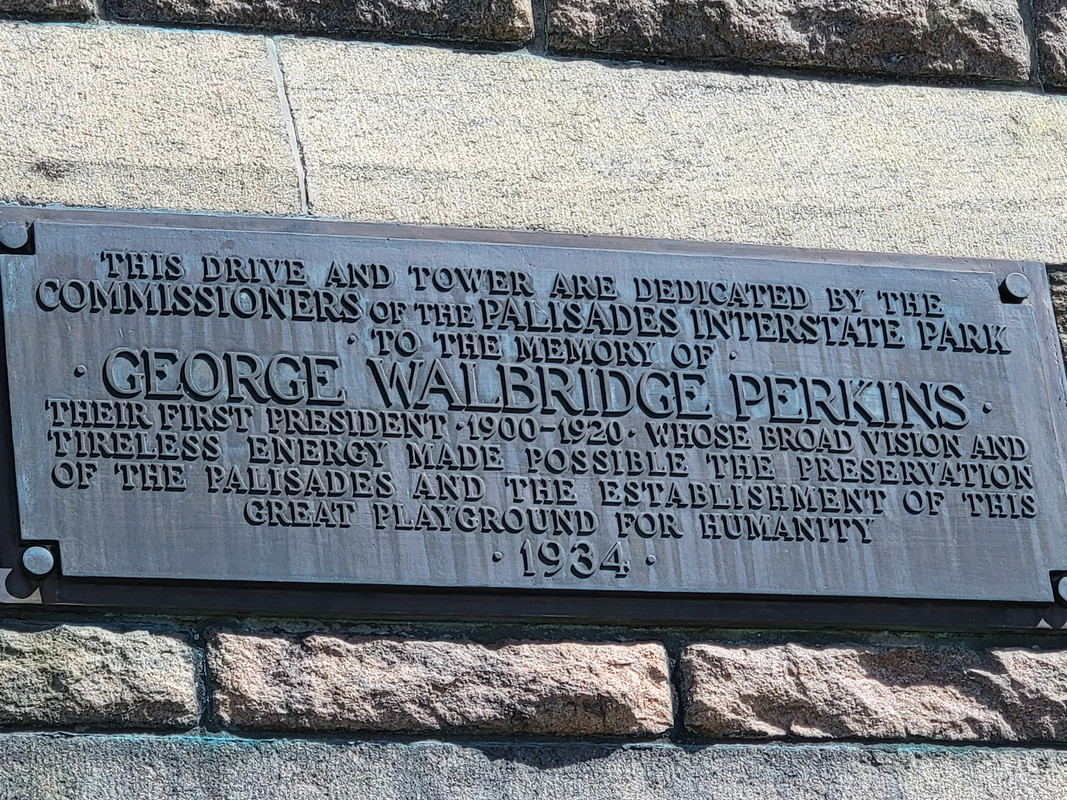 THIS DRIVE AND TOWER ARE DEDICATED BY THE
COMMISSIONERS OF THE PALISADES INTERSTATE PARK
· TO THE MEMORY OF ·
· GEORGE WALBRIDGE PERKINS ·
THEIR FIRST PRESIDENT · 1900-1920 · WHOSE BROAD VISION AND
TIRELESS ENERGY MADE POSSIBLE THE PRESERVATION
OF THE PALISADES AND THE ESTABLISHMENT OF THIS
GREAT PLAYGROUND FOR HUMANITY
· 1934 ·